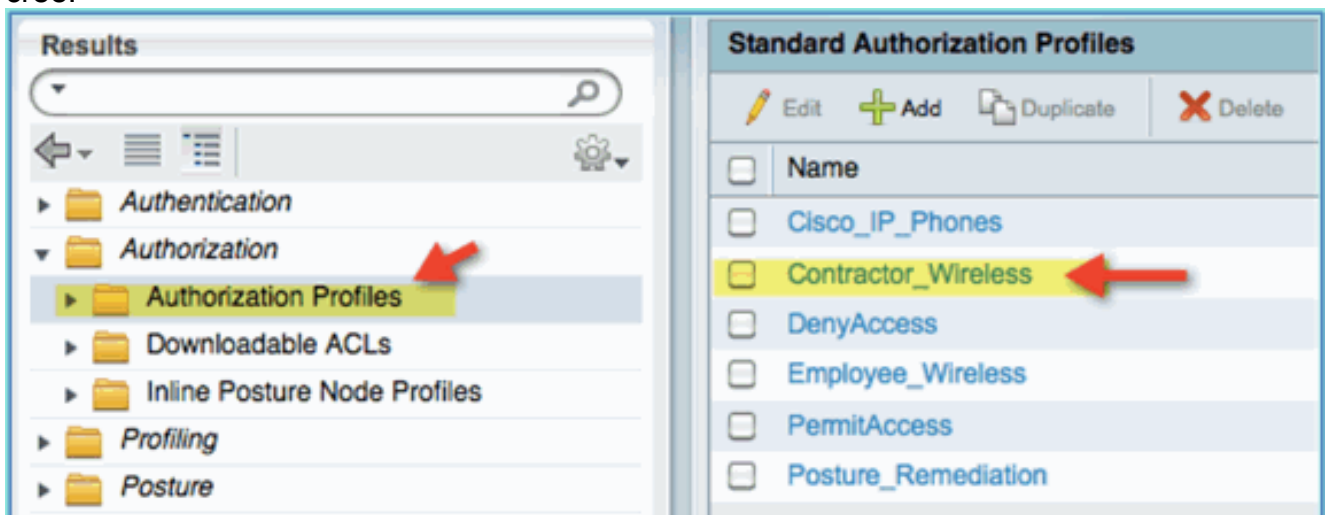 Results
Authentication
Authorization
Authorization Profiles
Downloadable ACLs
Inline Posture Node Profiles
Profiling
Posture
Standard Authorization Profiles
Edit Add Duplicate Delete
Name
Cisco_IP_Phones
Contractor_Wireless
DenyAccess
Employee_Wireless
PermitAccess
Posture_Remediation